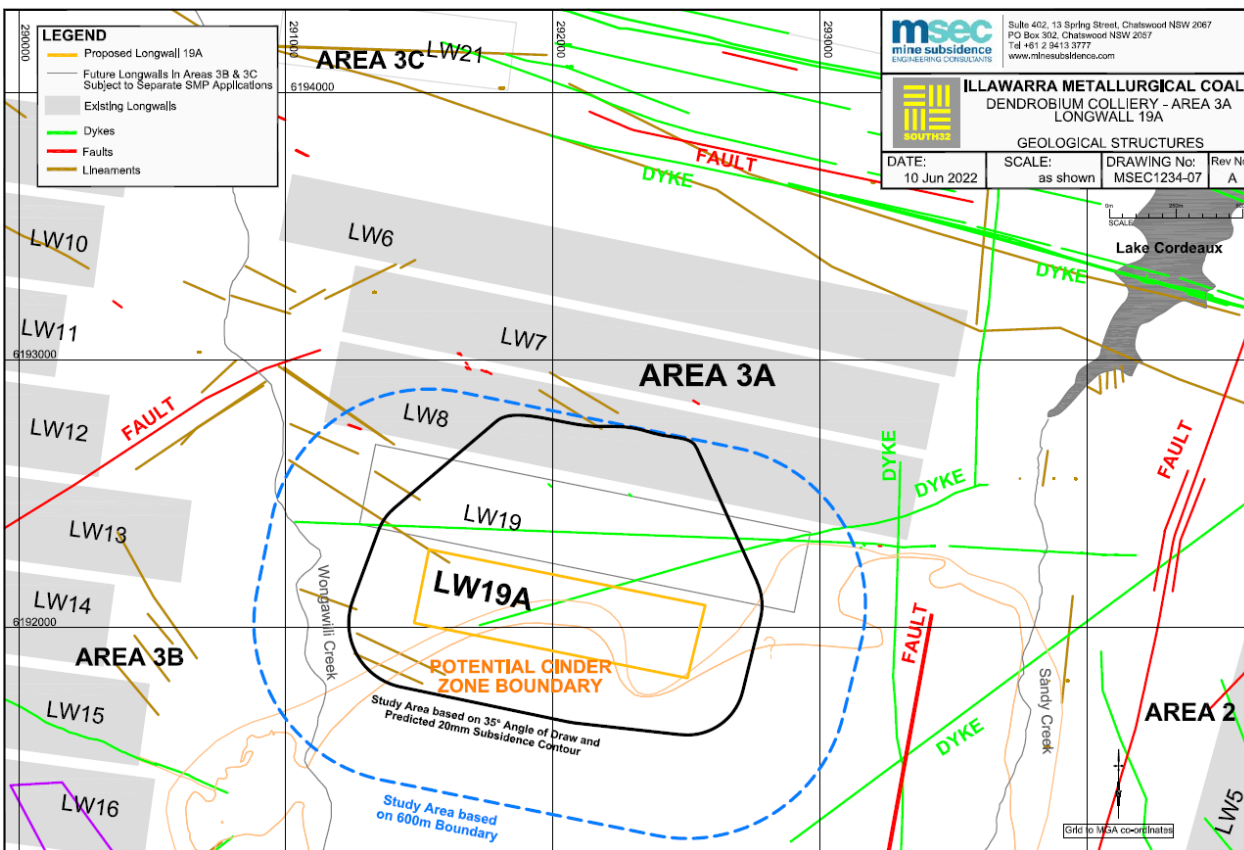 LEGEND
Proposed Longwall 19A
Future Longwalls in Areas 3B & 3C
Subject to Separate SMP Applications
Existing Longwalls
Dykes
Faults
Lineaments
msec
mine subsidence
ENGINEERING CONSULTANTS
Suite 402, 13 Spring Street, Chatswood NSW 2067
PO Box 302, Chatswood NSW 2057
Tel +61 2 9413 3777
www.minesubsidence.com
SOUTH32
ILLAWARRA METALLURGICAL COAL
DENDROBIUM COLLIERY - AREA 3A
LONGWALL 19A
GEOLOGICAL STRUCTURES
DATE:
10 Jun 2022
SCALE:
as shown
DRAWING No:
MSEC1234-07
Rev No
A
290000
291000
292000
293000
AREA 3C
LW21
6194000
FAULT
DYKE
0m
250m
SCALE
Lake Cordeaux
DYKE
LW10
LW6
LW11
LW7
6193000
AREA 3A
LW12
FAULT
LW8
DYKE
DYKE
FAULT
LW13
LW19
LW14
Wongawilli Creek
LW19A
6192000
AREA 3B
POTENTIAL CINDER
ZONE BOUNDARY
?
FAULT
Sandy Creek
LW15
Study Area based on 35° Angle of Draw and
Predicted 20mm Subsidence Contour
DYKE
AREA 2
LW16
Study Area based
on 600m Boundary
LW5
Grid to MGA co-ordinates